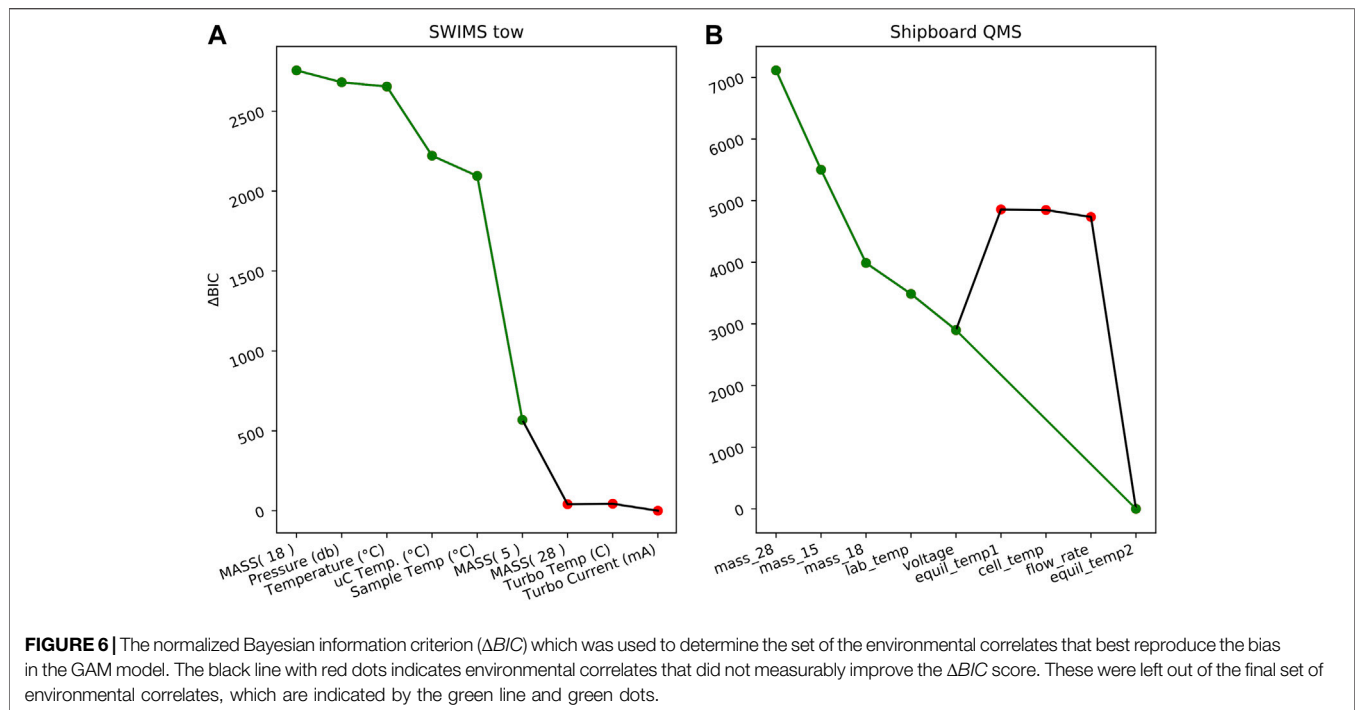 A
SWIMS tow
ΔBIC
2500
2000
1500
1000
500
0
MASS( 18 )
Pressure (db)
Temperature (°C)
uC Temp. (°C)
Sample Temp (°C)
MASS( 5 )
MASS( 28 )
Turbo Temp (C)
Turbo Current (mA)
B
Shipboard QMS
7000
6000
5000
4000
3000
2000
1000
0
mass_28
mass_15
mass_18
lab_temp
voltage
equil_temp1
cell_temp
flow_rate
equil_temp2
FIGURE 6 | The normalized Bayesian information criterion (ΔBIC) which was used to determine the set of the environmental correlates that best reproduce the bias
in the GAM model. The black line with red dots indicates environmental correlates that did not measurably improve the ΔBIC score. These were left out of the final set of
environmental correlates, which are indicated by the green line and green dots.